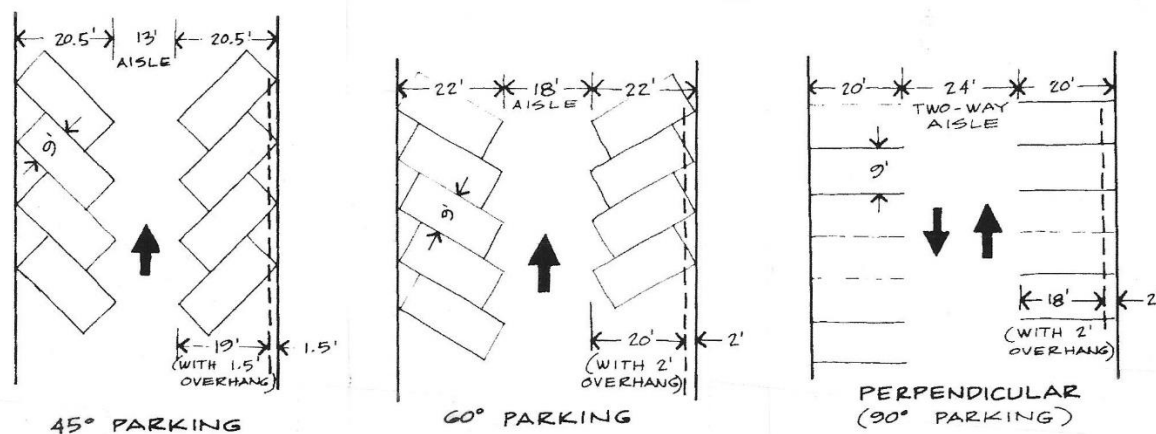 20.5' 13' 20.5'
AISLE
9'
19' 1.5'
(WITH 1.5'
OVERHANG)
45° PARKING
22' 18' 22'
AISLE
9'
20' 2'
(WITH 2'
OVERHANG)
60° PARKING
20' 24' 20'
TWO-WAY
AISLE
9'
18' 2
(WITH 2'
OVERHANG)
PERPENDICULAR
(90° PARKING)